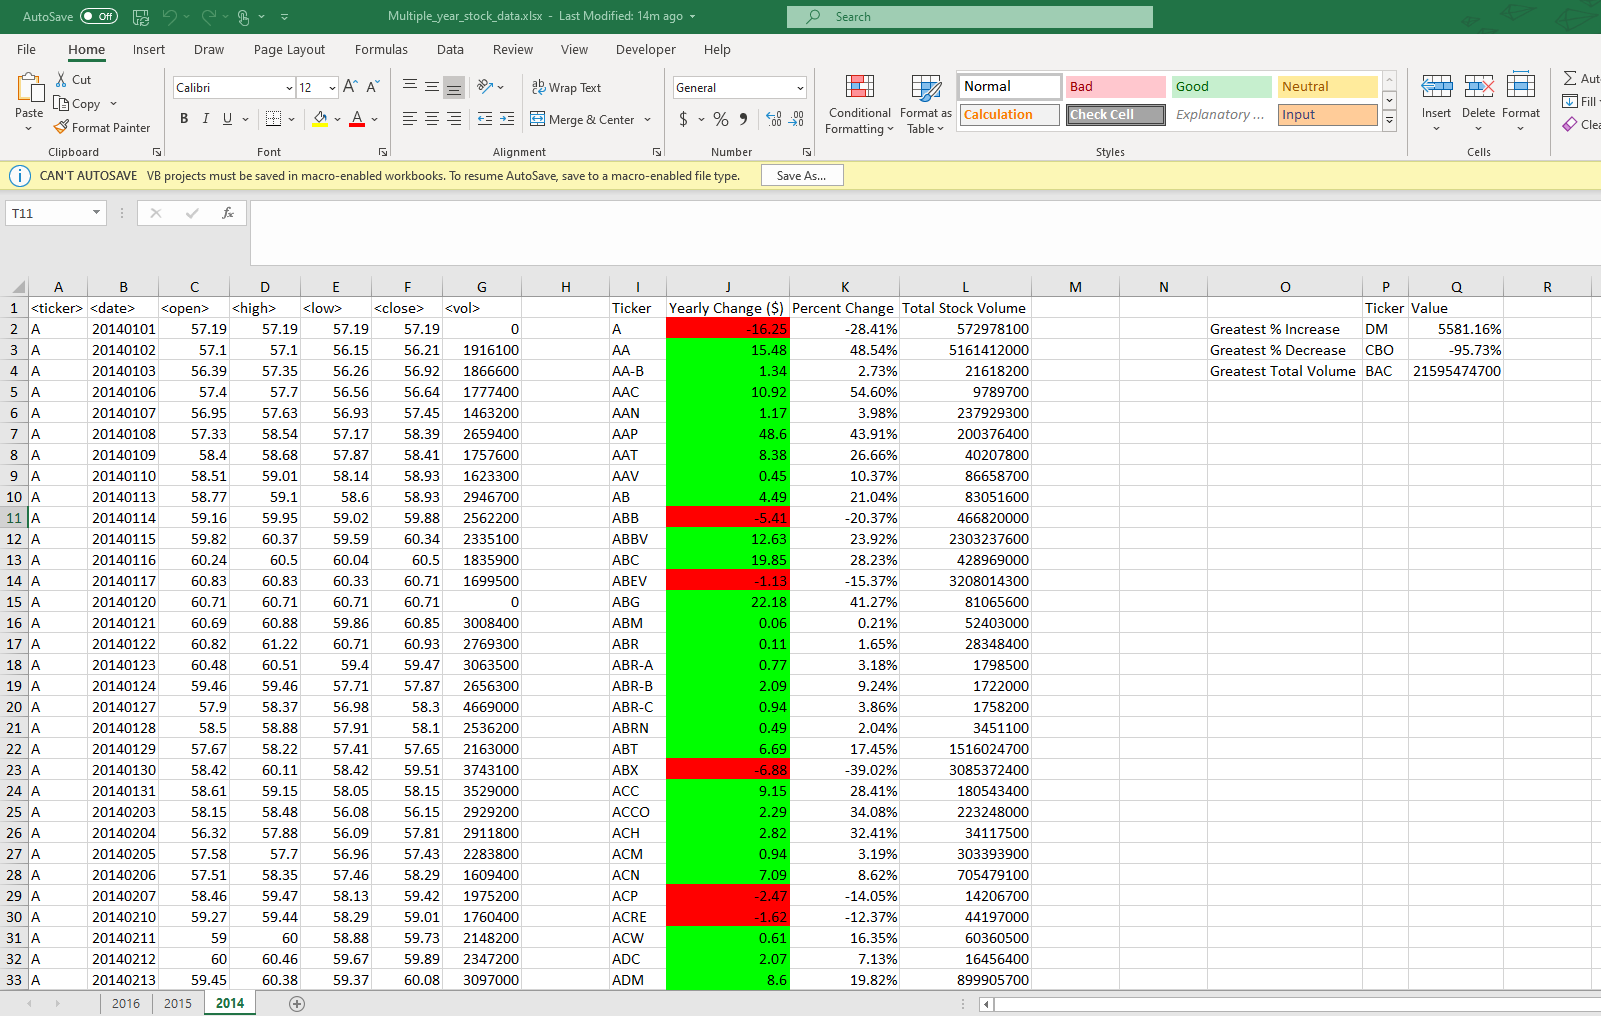 AutoSave Off Multiple_year_stock_data.xlsx - Last Modified: 14m ago Search
File Home Insert Draw Page Layout Formulas Data Review View Developer Help
Paste Cut Copy Format Painter Calibri 12 B I U A A A Wrap Text Merge & Center General $ % Conditional Formatting Format as Table Normal Bad Good Neutral Calculation Check Cell Explanatory ... Input Insert Delete Format Fill
Clipboard Font Alignment Number Styles Cells
CAN'T AUTOSAVE VB projects must be saved in macro-enabled workbooks. To resume AutoSave, save to a macro-enabled file type. Save As...
T11 fx
A B C D E F G H I J K L M N O P Q R
1 <ticker> <date> <open> <high> <low> <close> <vol> Ticker Yearly Change ($) Percent Change Total Stock Volume Ticker Value
2 A 20140101 57.19 57.19 57.19 57.19 0 A -16.25 -28.41% 572978100 Greatest % Increase DM 5581.16%
3 A 20140102 57.1 57.1 56.15 56.21 1916100 AA 15.48 48.54% 5161412000 Greatest % Decrease CBO -95.73%
4 A 20140103 56.39 57.35 56.26 56.92 1866600 AA-B 1.34 2.73% 21618200 Greatest Total Volume BAC 21595474700
5 A 20140106 57.4 57.7 56.56 56.64 1777400 AAC 10.92 54.60% 9789700
6 A 20140107 56.95 57.63 56.93 57.45 1463200 AAN 1.17 3.98% 237929300
7 A 20140108 57.33 58.54 57.17 58.39 2659400 AAP 48.6 43.91% 200376400
8 A 20140109 58.4 58.68 57.87 58.41 1757600 AAT 8.38 26.66% 40207800
9 A 20140110 58.51 59.01 58.14 58.93 1623300 AAV 0.45 10.37% 86658700
10 A 20140113 58.77 59.1 58.6 58.93 2946700 AB 4.49 21.04% 83051600
11 A 20140114 59.16 59.95 59.02 59.88 2562200 ABB -5.41 -20.37% 466820000
12 A 20140115 59.82 60.37 59.59 60.34 2335100 ABBV 12.63 23.92% 2303237600
13 A 20140116 60.24 60.5 60.04 60.5 1835900 ABC 19.85 28.23% 428969000
14 A 20140117 60.83 60.83 60.33 60.71 1699500 ABEV -1.13 -15.37% 3208014300
15 A 20140120 60.71 60.71 60.71 60.71 0 ABG 22.18 41.27% 81065600
16 A 20140121 60.69 60.88 59.86 60.85 3008400 ABM 0.06 0.21% 52403000
17 A 20140122 60.82 61.22 60.71 60.93 2769300 ABR 0.11 1.65% 28348400
18 A 20140123 60.48 60.51 59.4 59.47 3063500 ABR-A 0.77 3.18% 1798500
19 A 20140124 59.46 59.46 57.71 57.87 2656300 ABR-B 2.09 9.24% 1722000
20 A 20140127 57.9 58.37 56.98 58.3 4669000 ABR-C 0.94 3.86% 1758200
21 A 20140128 58.5 58.88 57.91 58.1 2536200 ABRN 0.49 2.04% 3451100
22 A 20140129 57.67 58.22 57.41 57.65 2163000 ABT 6.69 17.45% 1516024700
23 A 20140130 58.42 60.11 58.42 59.51 3743100 ABX -6.88 -39.02% 3085372400
24 A 20140131 58.61 59.15 58.05 58.15 3529000 ACC 9.15 28.41% 180543400
25 A 20140203 58.15 58.48 56.08 56.15 2929200 ACCO 2.29 34.08% 223248000
26 A 20140204 56.32 57.88 56.09 57.81 2911800 ACH 2.82 32.41% 34117500
27 A 20140205 57.58 57.7 56.96 57.43 2283800 ACM 0.94 3.19% 303393900
28 A 20140206 57.51 58.35 57.46 58.29 1609400 ACN 7.09 8.62% 705479100
29 A 20140207 58.46 59.47 58.13 59.42 1975200 ACP -2.47 -14.05% 14206700
30 A 20140210 59.27 59.44 58.29 59.01 1760400 ACRE -1.62 -12.37% 44197000
31 A 20140211 59 60 58.88 59.73 2148200 ACW 0.61 16.35% 60360500
32 A 20140212 60 60.46 59.67 59.89 2347200 ADC 2.07 7.13% 16456400
33 A 20140213 59.45 60.38 59.37 60.08 3097000 ADM 8.6 19.82% 899905700
2016 2015 2014